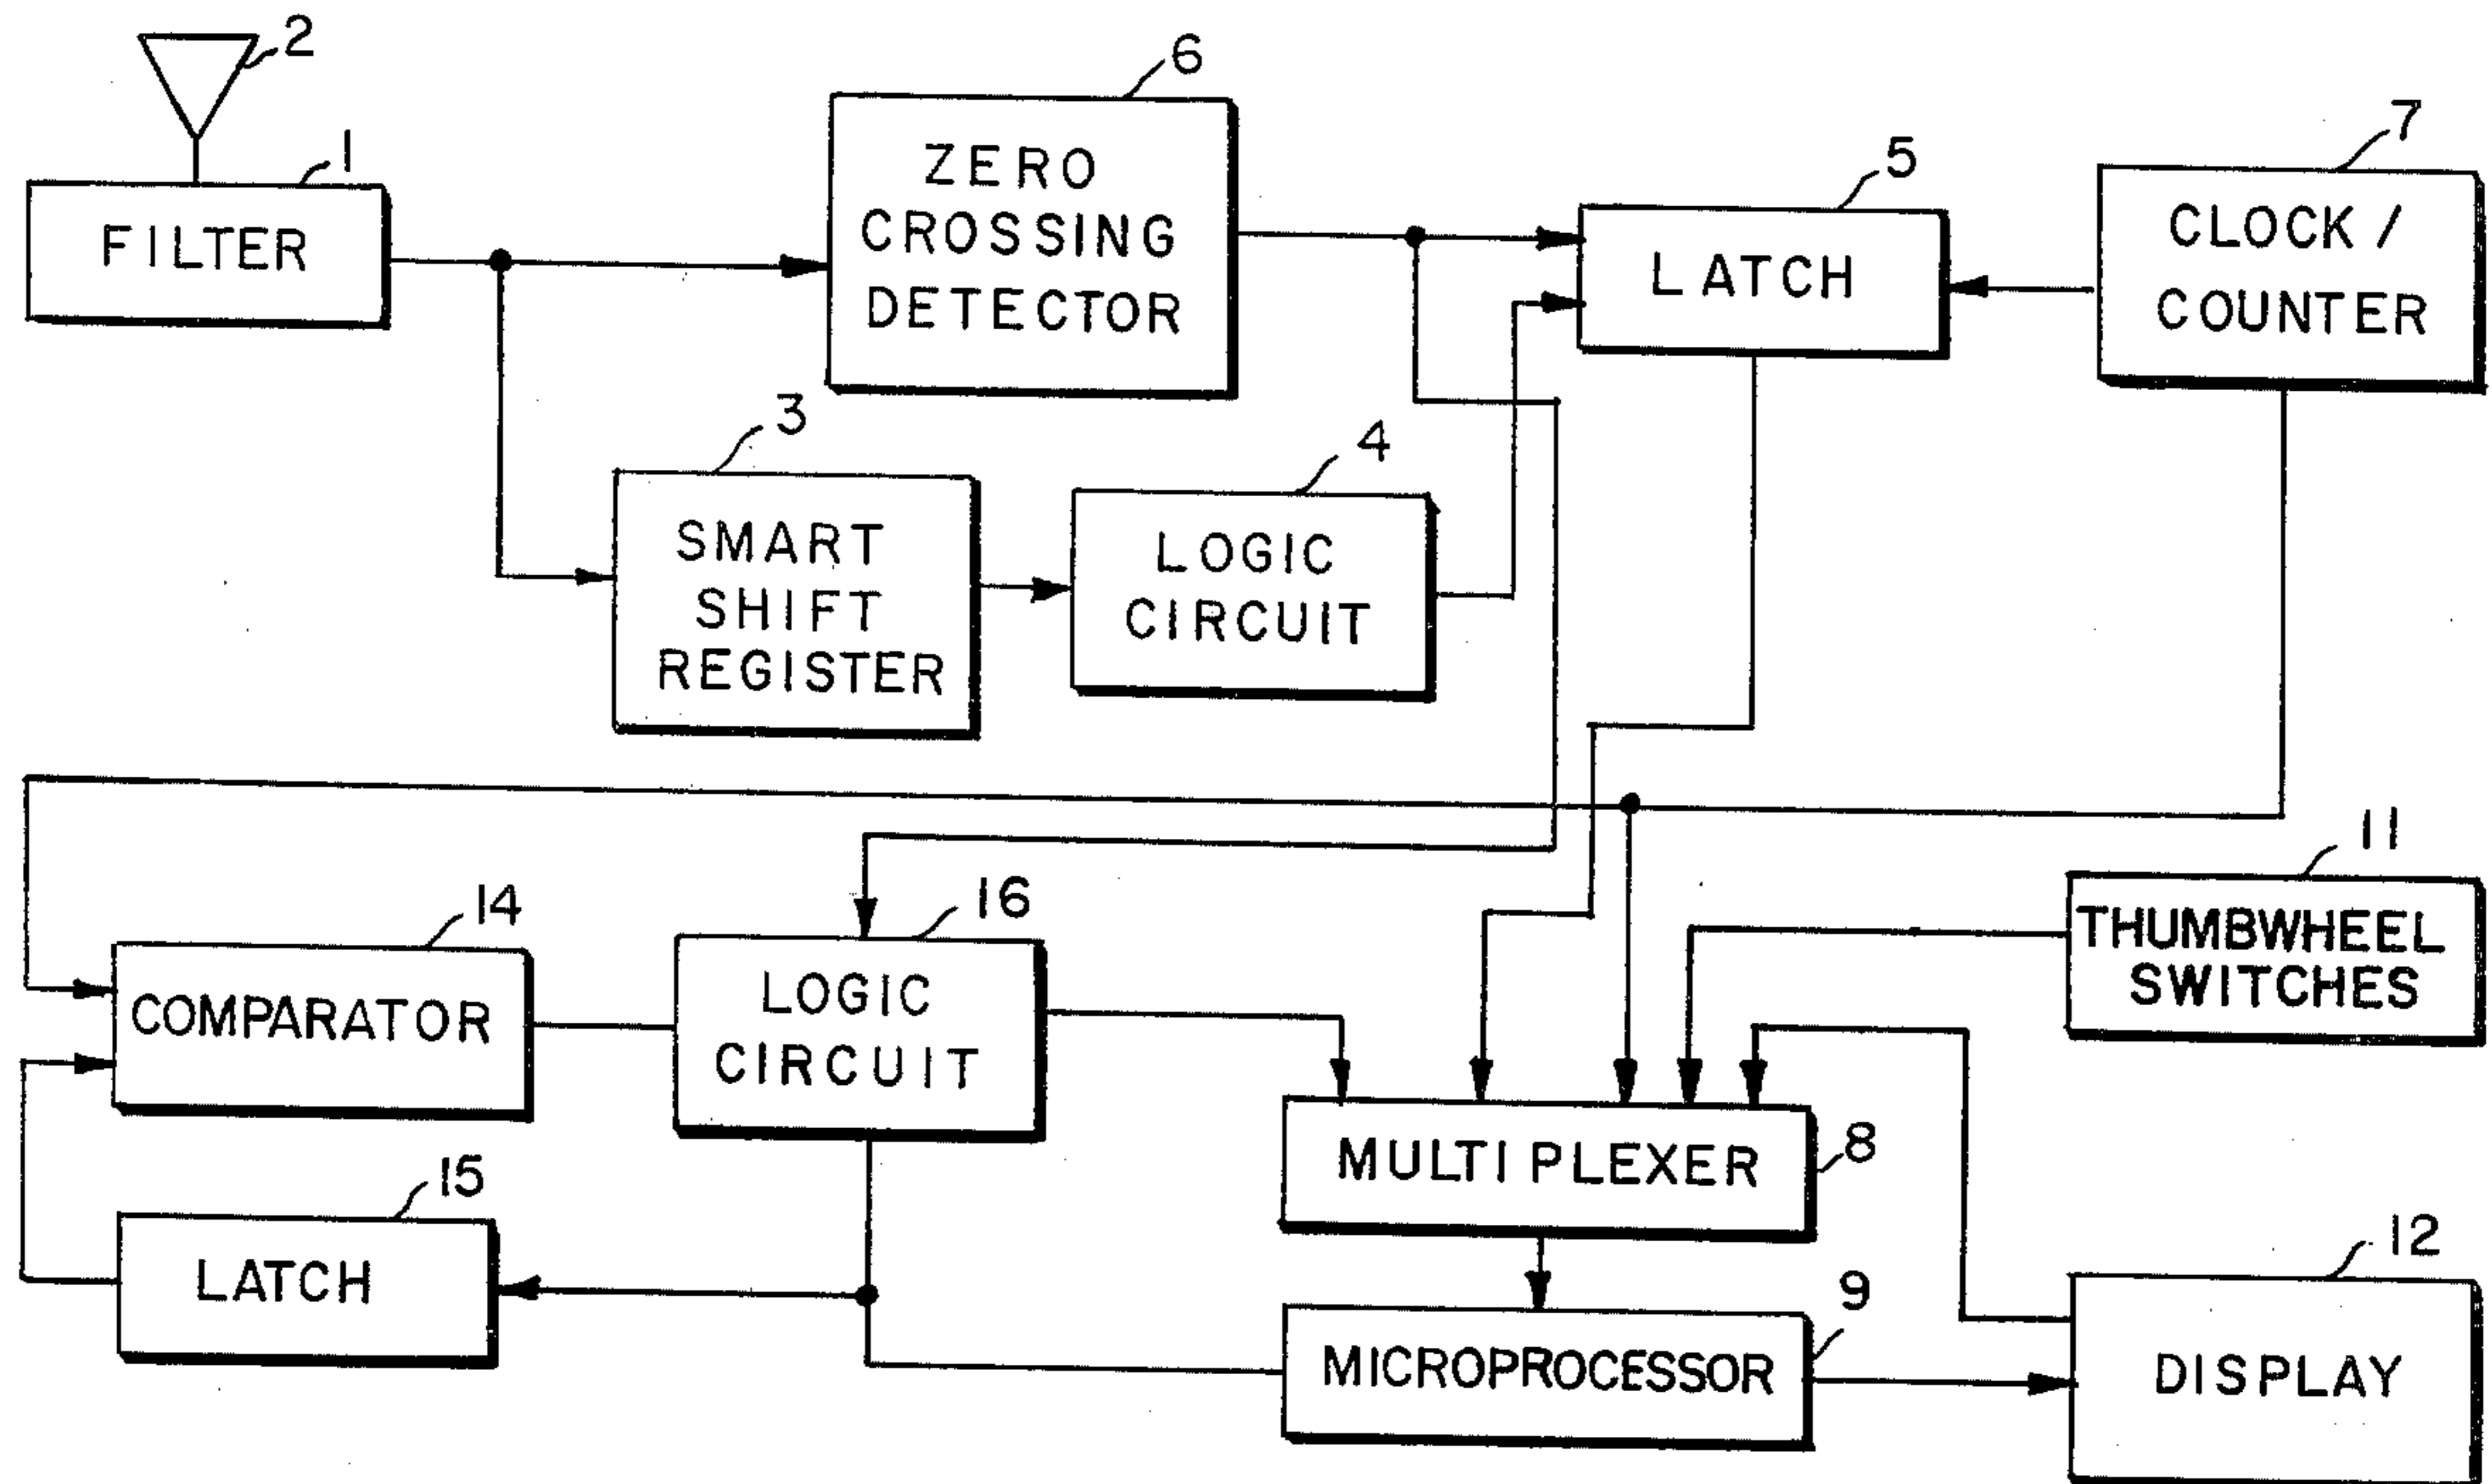 2
6
7
1
5
ZERO
CROSSING
DETECTOR
CLOCK /
COUNTER
FILTER
LATCH
3
4
SMART
SHIFT
REGISTER
LOGIC
CIRCUIT
11
14
16
THUMBWHEEL
SWITCHES
COMPARATOR
LOGIC
CIRCUIT
MULTIPLEXER
8
15
12
LATCH
9
MICROPROCESSOR
DISPLAY